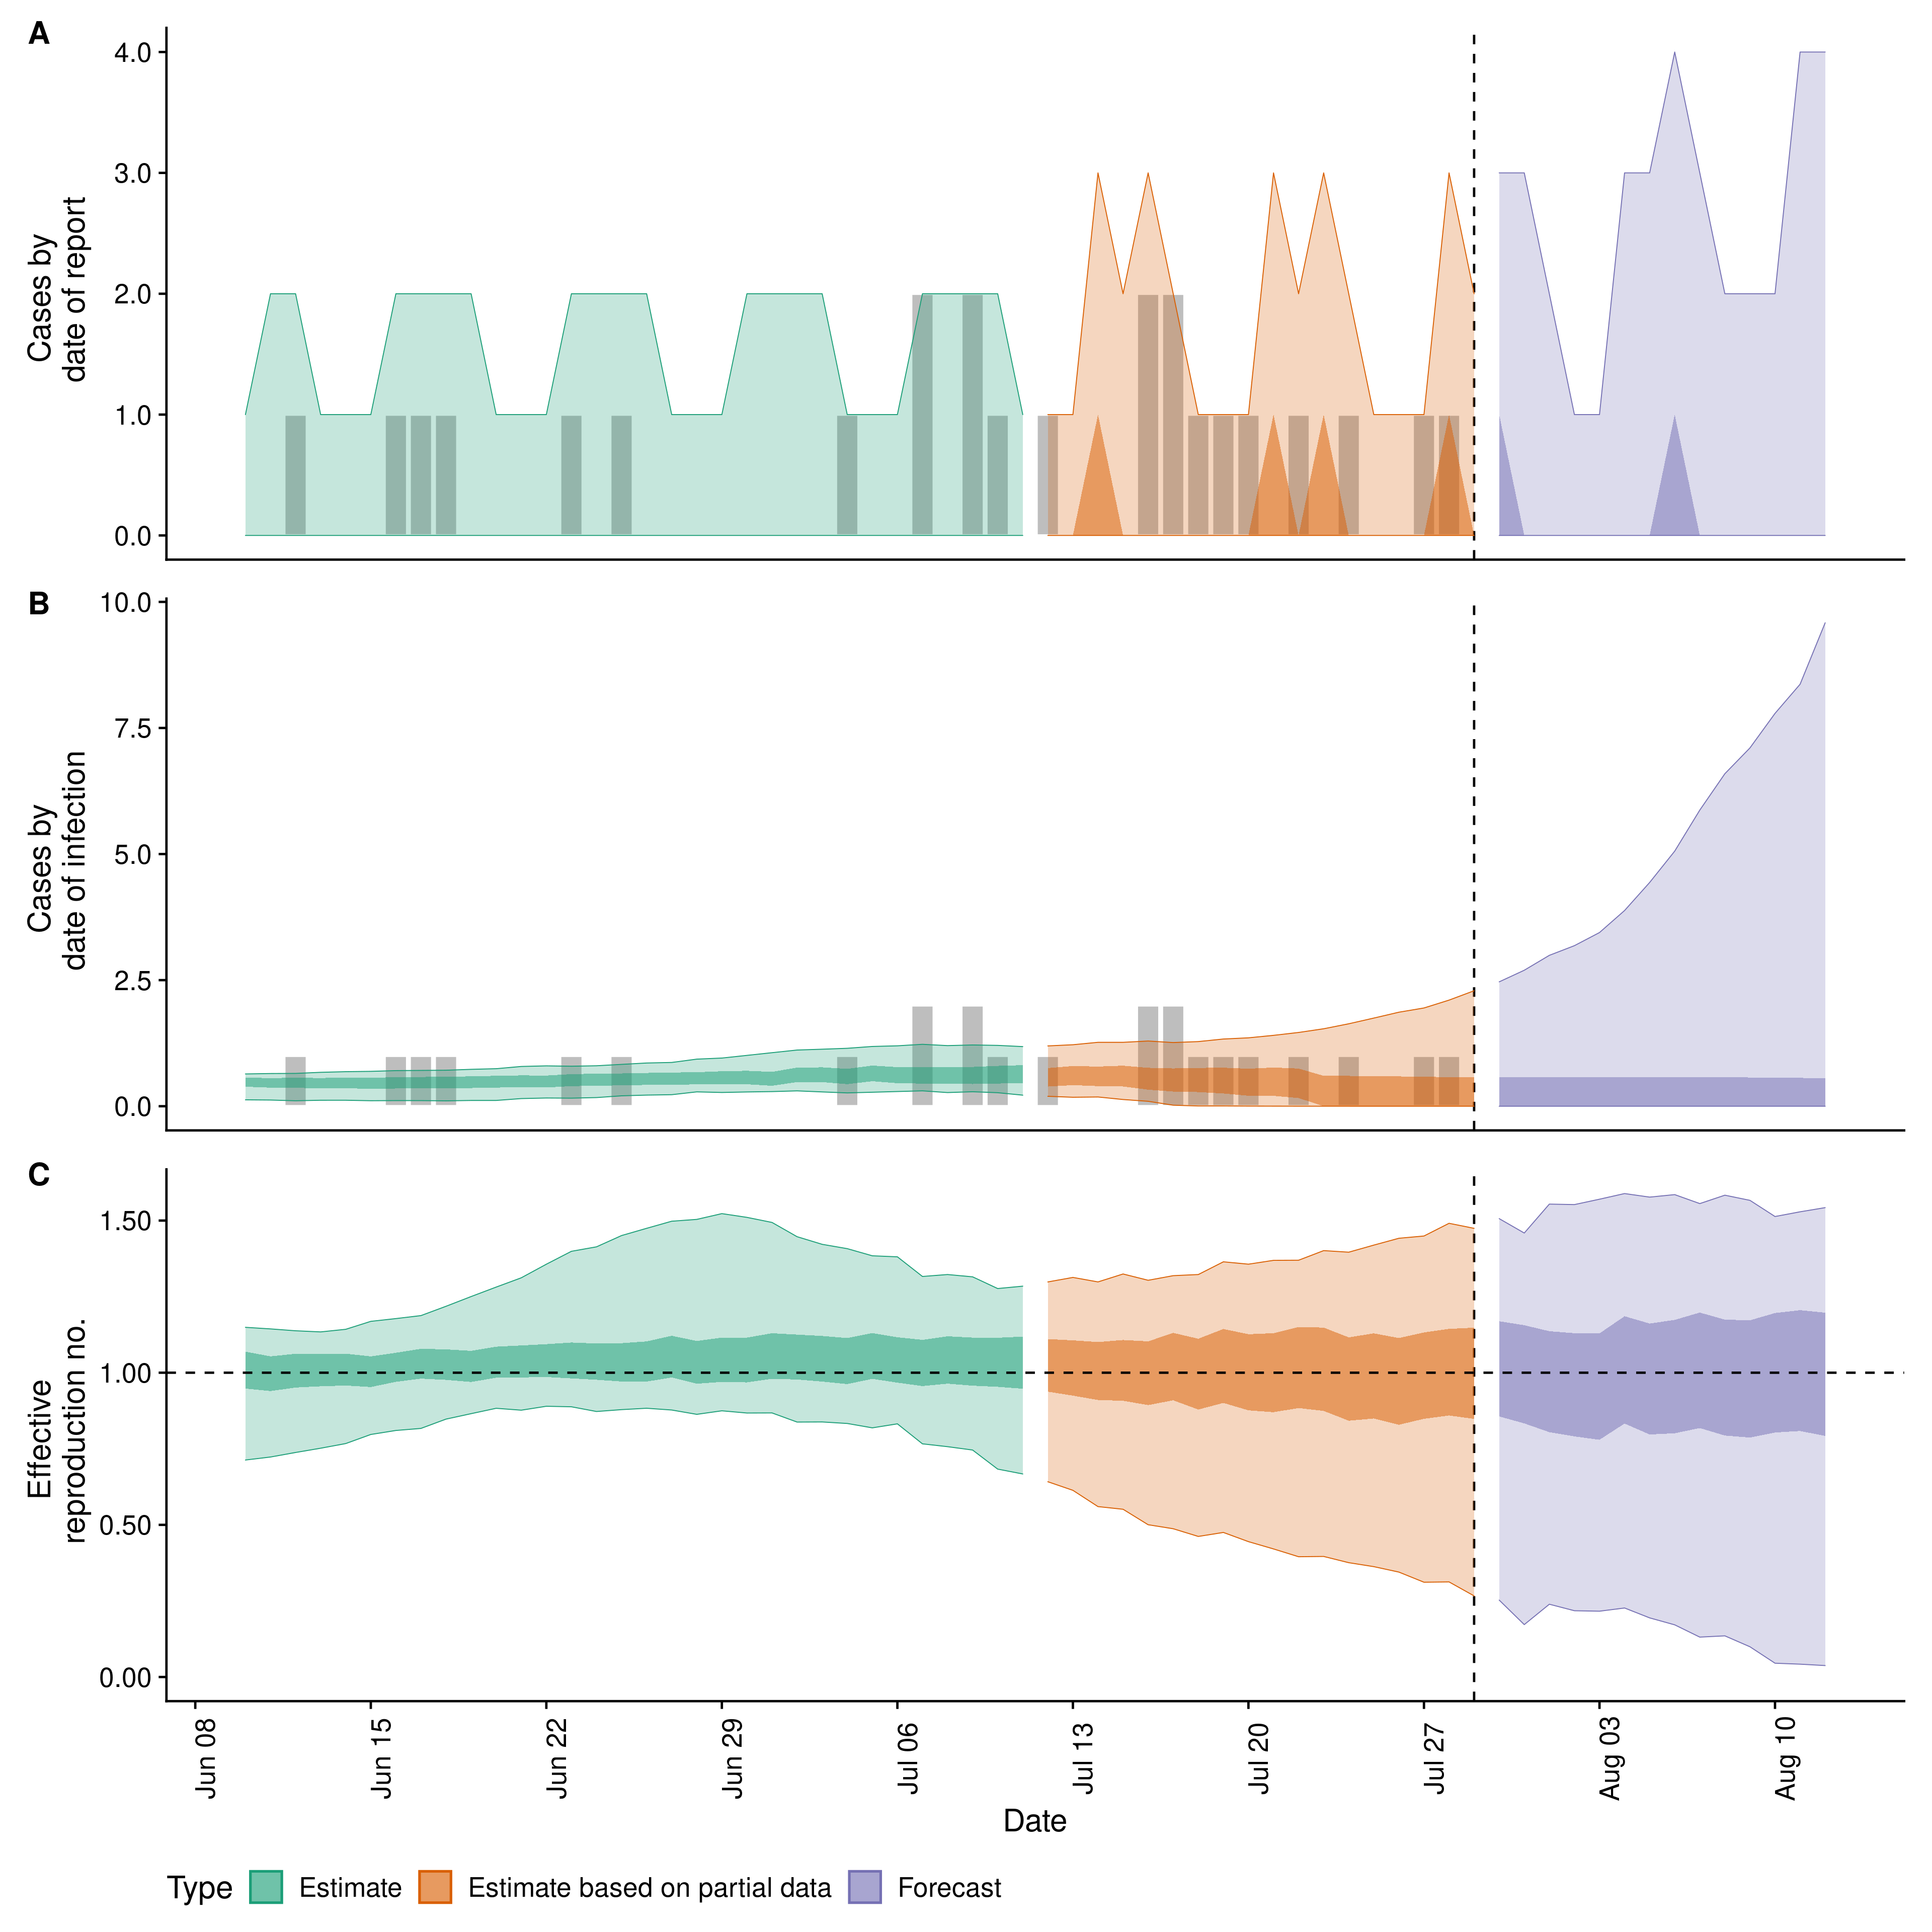 A
Cases by
date of report
4.0
3.0
2.0
1.0
0.0
B
Cases by
date of infection
10.0
7.5
5.0
2.5
0.0
C
Effective
reproduction no.
1.50
1.00
0.50
0.00
Jun 08
Jun 15
Jun 22
Jun 29
Jul 06
Jul 13
Jul 20
Jul 27
Aug 03
Aug 10
Date
Type
Estimate
Estimate based on partial data
Forecast